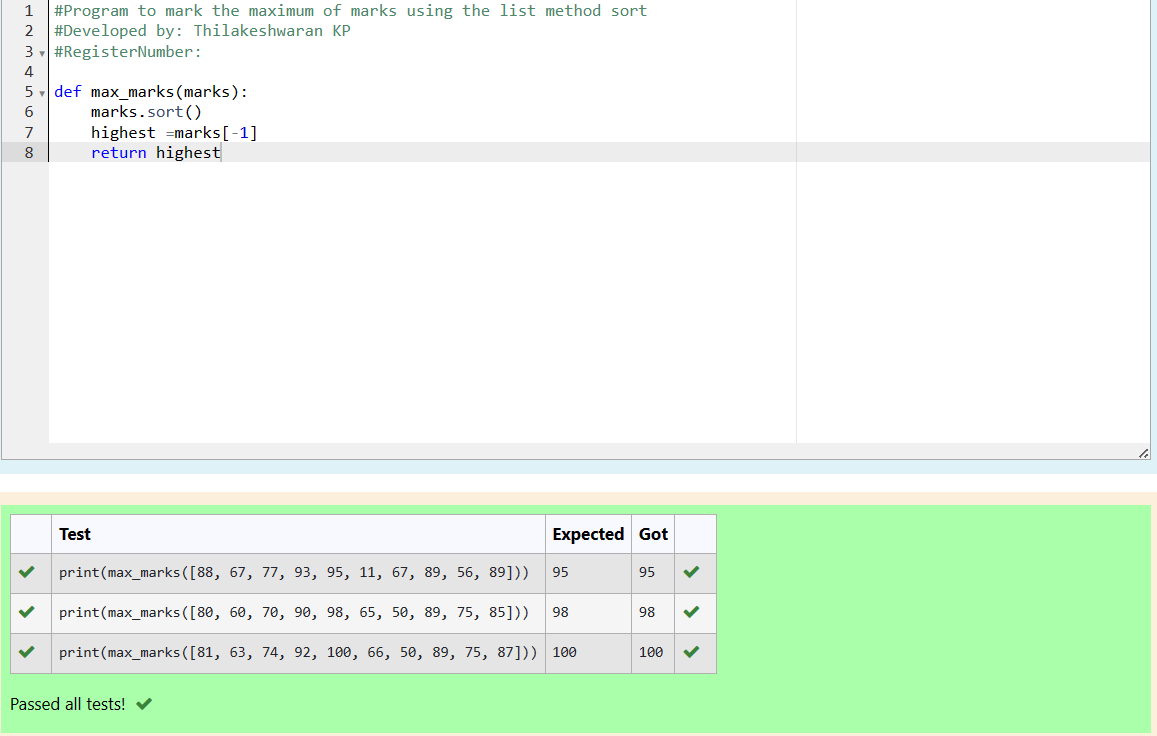 1 #Program to mark the maximum of marks using the list method sort
2 #Developed by: Thilakeshwaran KP
3 #RegisterNumber:
4
5 def max_marks(marks):
6     marks.sort()
7     highest =marks[-1]
8     return highest
Test Expected Got
print(max_marks([88, 67, 77, 93, 95, 11, 67, 89, 56, 89])) 95 95
print(max_marks([80, 60, 70, 90, 98, 65, 50, 89, 75, 85])) 98 98
print(max_marks([81, 63, 74, 92, 100, 66, 50, 89, 75, 87])) 100 100
Passed all tests!